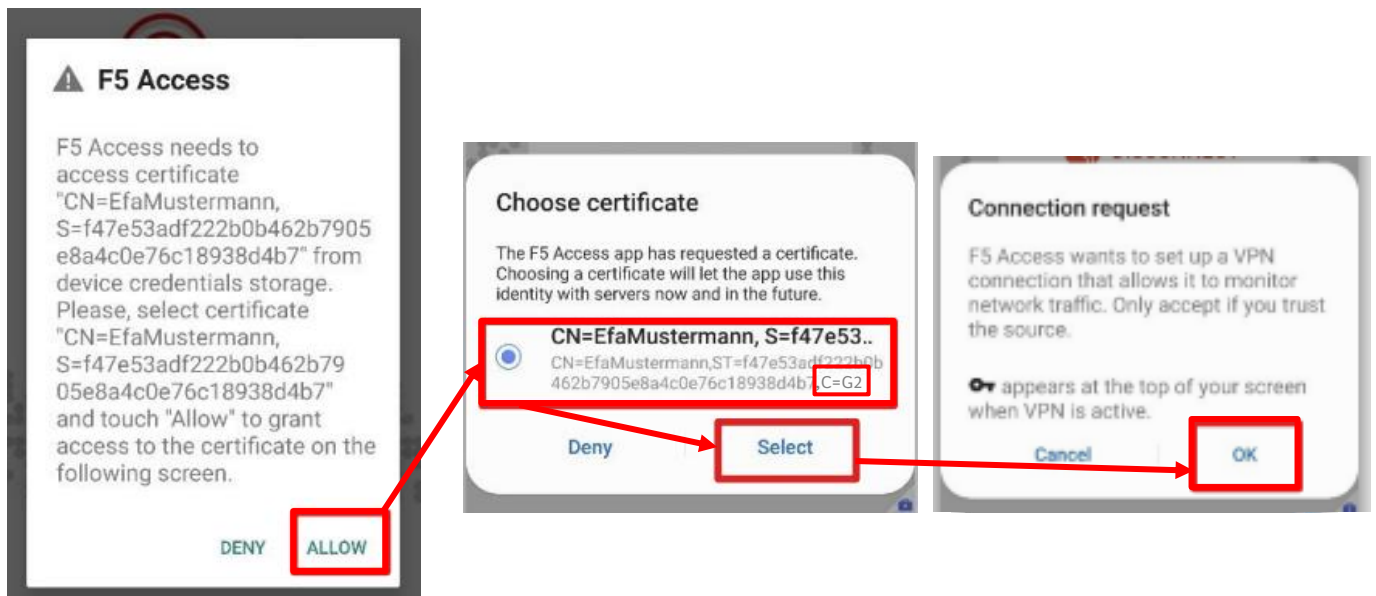 F5 Access
F5 Access needs to
access certificate
"CN=EfaMustermann,
S=f47e53adf222b0b462b7905
e8a4c0e76c18938d4b7" from
device credentials storage.
Please, select certificate
"CN=EfaMustermann,
S=f47e53adf222b0b462b79
05e8a4c0e76c18938d4b7"
and touch "Allow" to grant
access to the certificate on the
following screen.
DENY ALLOW
Choose certificate
The F5 Access app has requested a certificate.
Choosing a certificate will let the app use this
identity with servers now and in the future.
CN=EfaMustermann, S=f47e53..
CN=EfaMustermann,ST=f47e53adf222b0b
462b7905e8a4c0e76c18938d4b7,C=G2
Deny Select
Connection request
F5 Access wants to set up a VPN
connection that allows it to monitor
network traffic. Only accept if you trust
the source.
appears at the top of your screen
when VPN is active.
Cancel OK